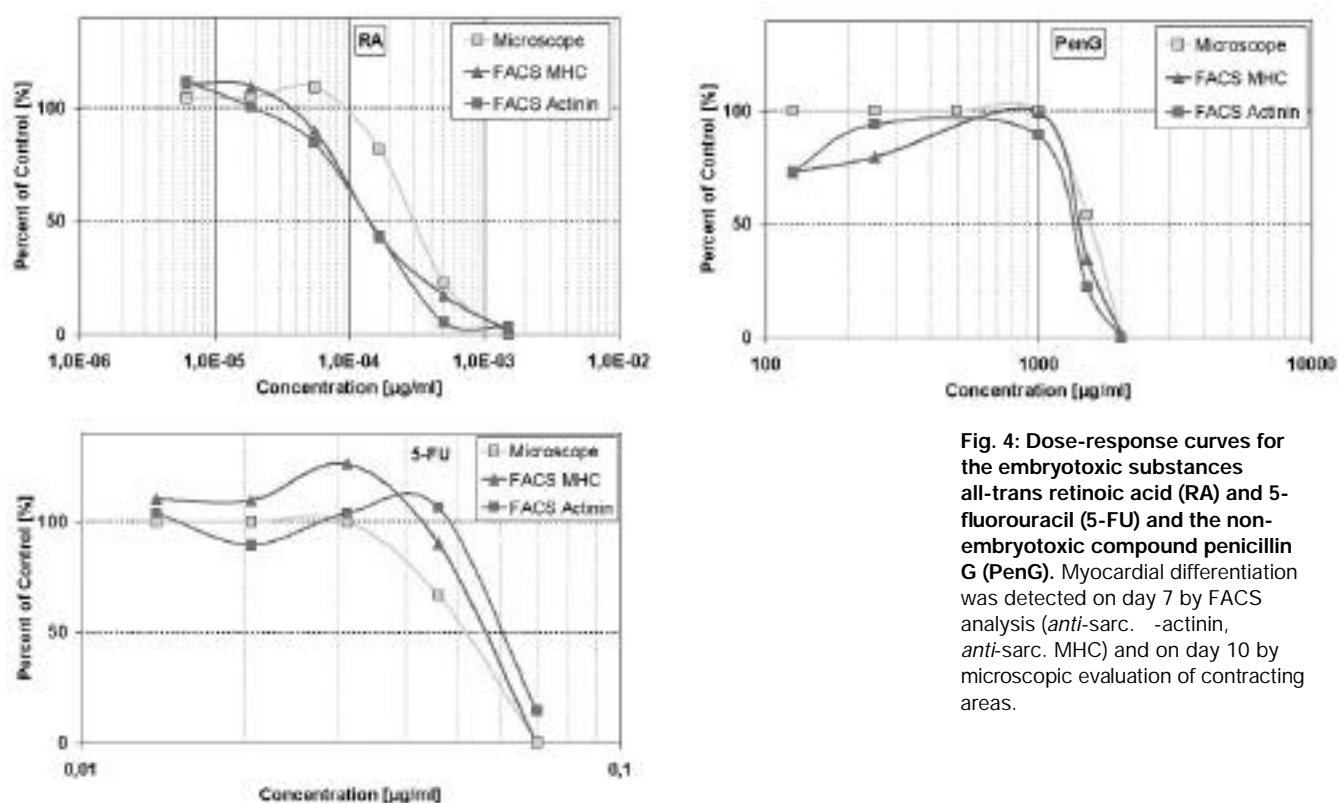 RA
Microscope
FACS MHC
FACS Actinin
Percent of Control [%]
100
50
0
1,0E-06 1,0E-05 1,0E-04 1,0E-03 1,0E-02
Concentration [µg/ml]
PenG
Microscope
FACS MHC
FACS Actinin
Percent of Control [%]
100
50
0
100 1000 10000
Concentration [µg/ml]
5-FU
Microscope
FACS MHC
FACS Actinin
Percent of Control [%]
100
50
0
0,01 0,1
Concentration [µg/ml]
Fig. 4: Dose-response curves for
the embryotoxic substances
all-trans retinoic acid (RA) and 5-
fluorouracil (5-FU) and the non-
embryotoxic compound penicillin
G (PenG). Myocardial differentiation
was detected on day 7 by FACS
analysis (anti-sarc. -actinin,
anti-sarc. MHC) and on day 10 by
microscopic evaluation of contracting
areas.